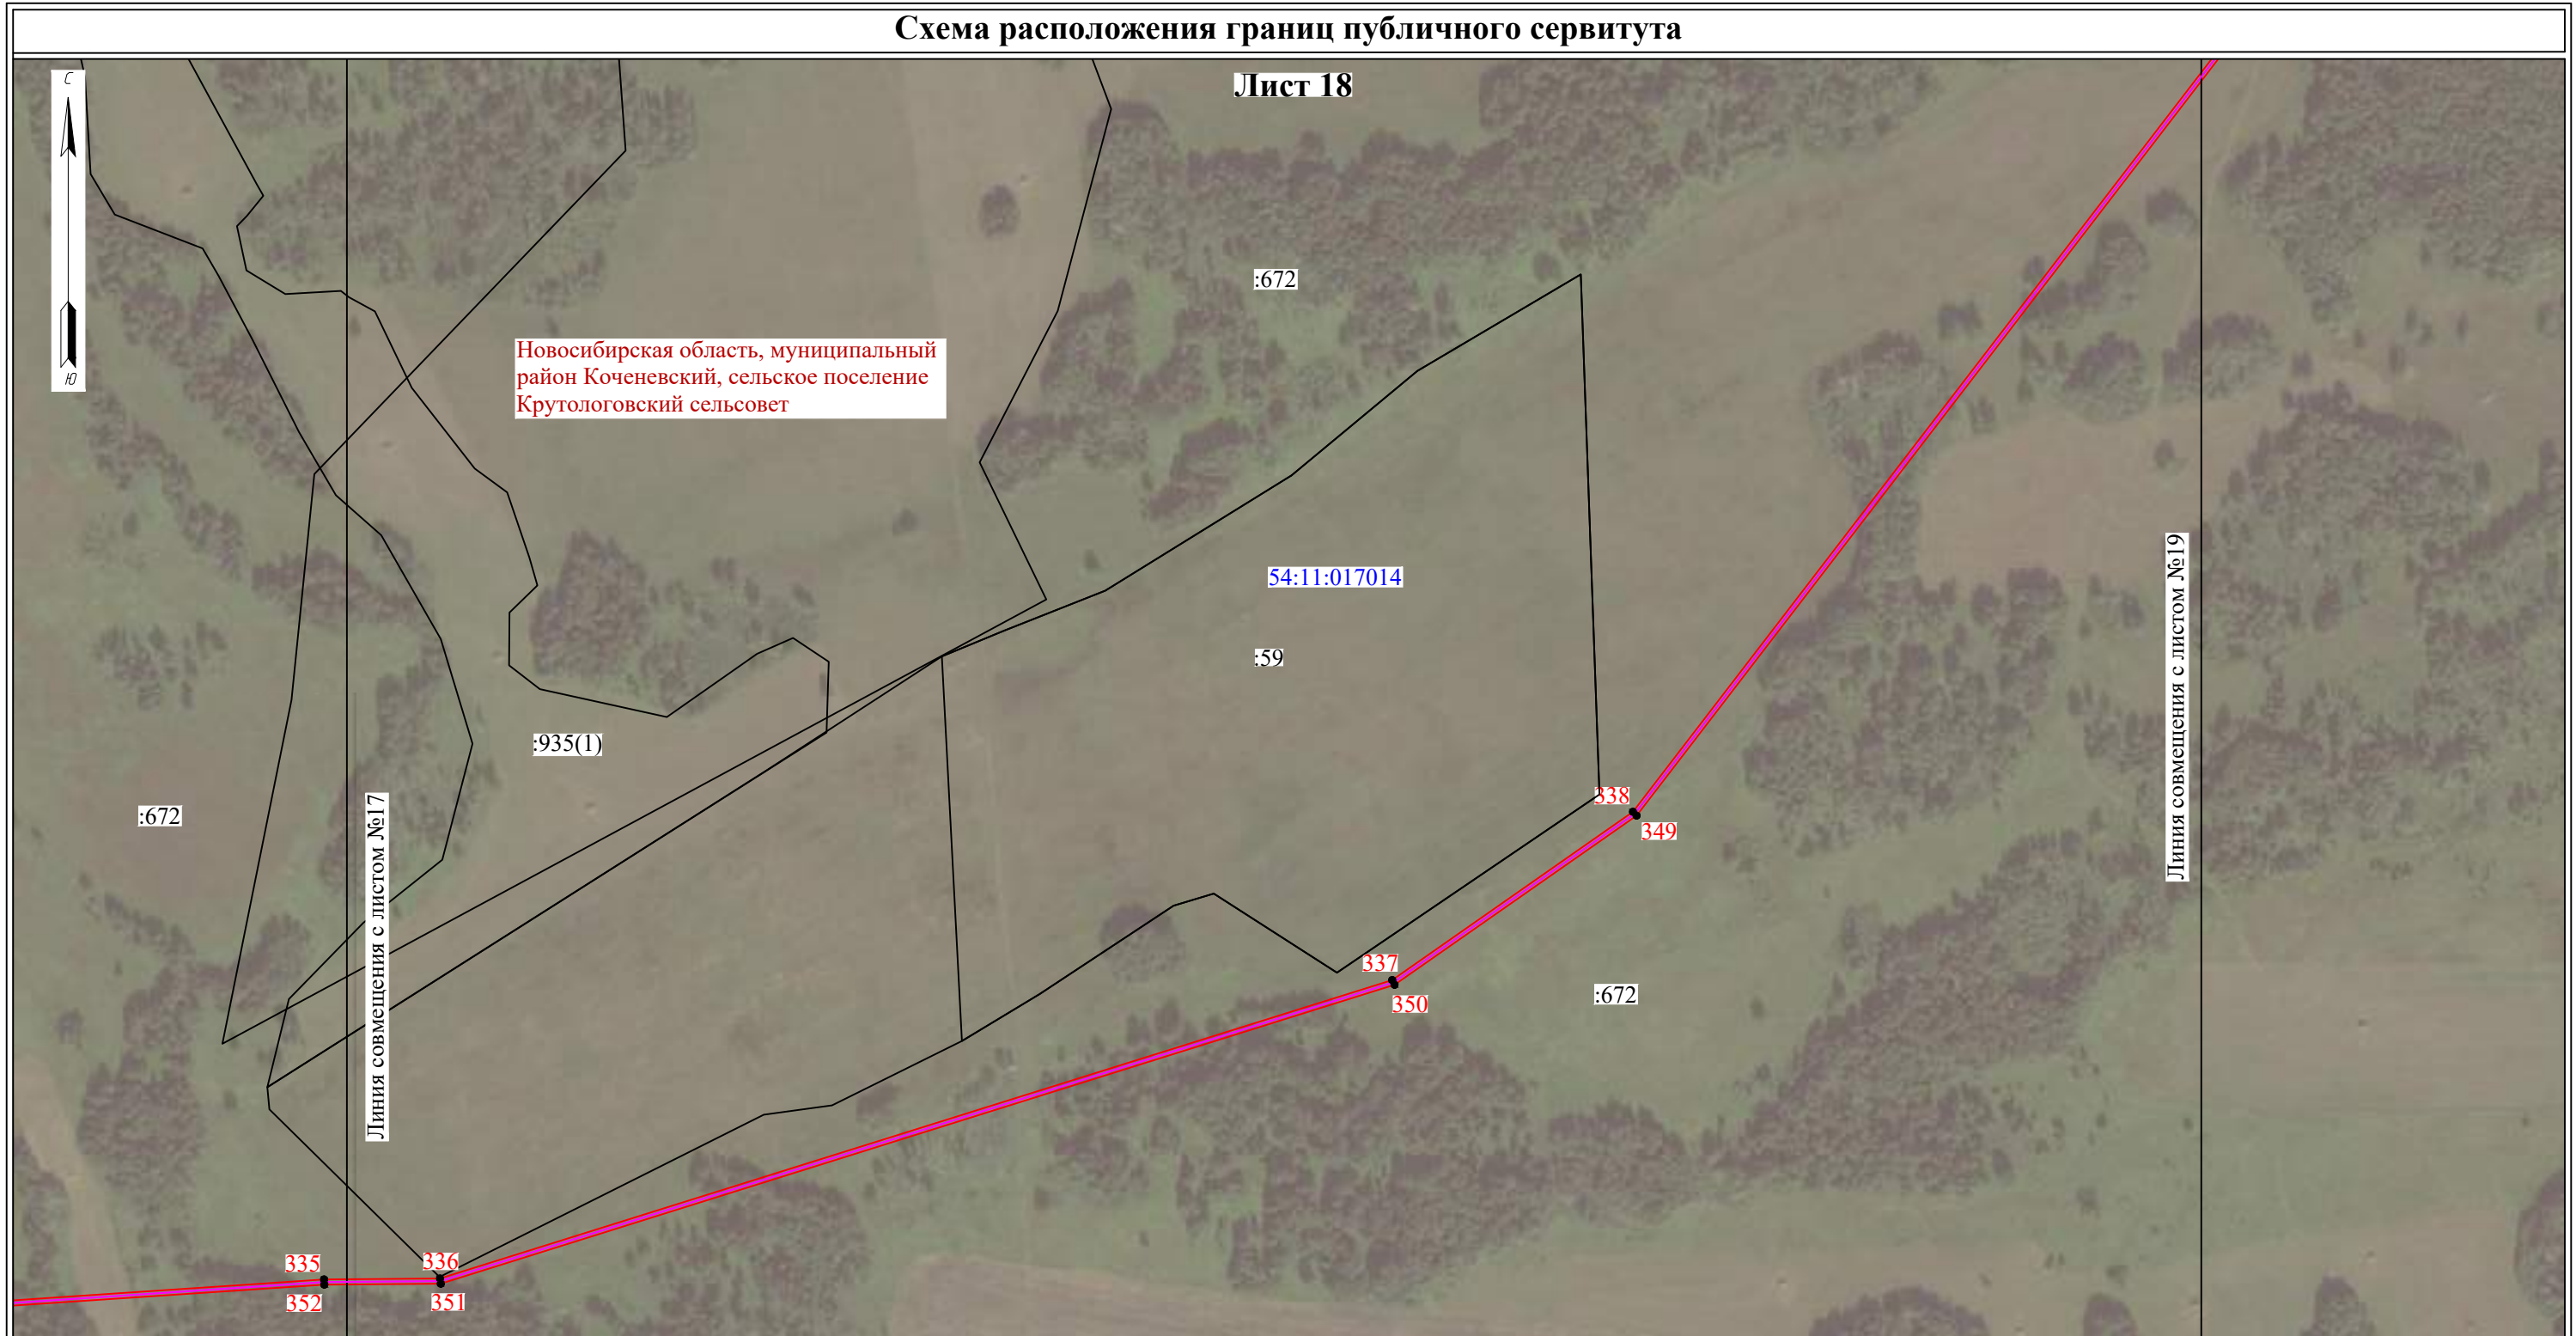 Схема расположения границ публичного сервитута
Лист 18
С
Ю
:672
Новосибирская область, муниципальный
район Коченевский, сельское поселение
Крутологовский сельсовет
54:11:017014
:59
:935(1)
:672
Линия совмещения с листом №17
Линия совмещения с листом №19
338
349
337
350
:672
335
336
352
351